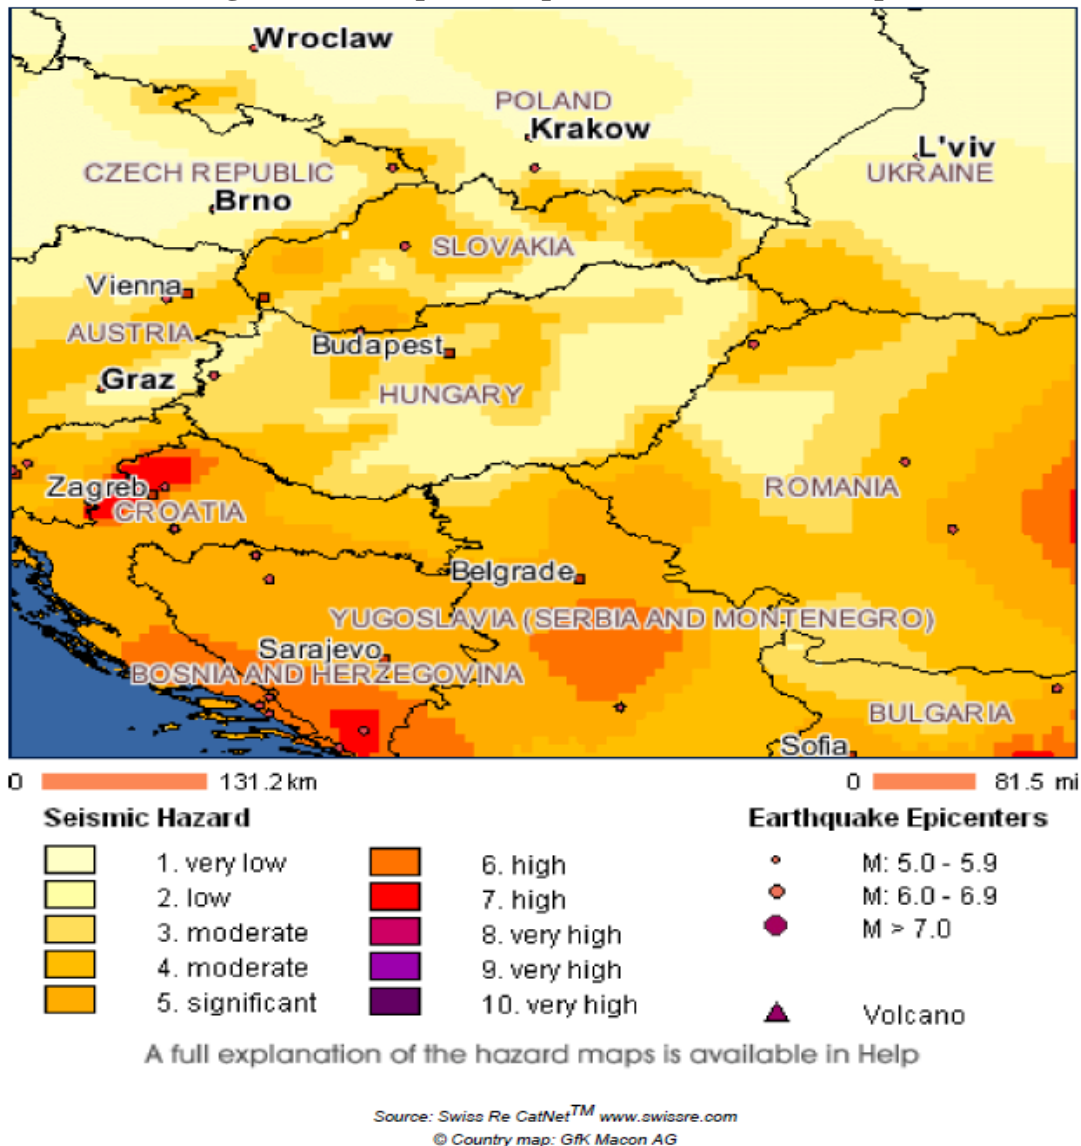 Wroclaw
POLAND
Krakow
L'viv
CZECH REPUBLIC
UKRAINE
Brno
SLOVAKIA
Vienna
AUSTRIA
Budapest
Graz
HUNGARY
Zagreb
ROMANIA
CROATIA
Belgrade
YUGOSLAVIA (SERBIA AND MONTENEGRO)
Sarajevo
BOSNIA AND HERZEGOVINA
BULGARIA
Sofia
0 131.2 km
0 81.5 mi
Seismic Hazard
1. very low
2. low
3. moderate
4. moderate
5. significant
6. high
7. high
8. very high
9. very high
10. very high
Earthquake Epicenters
M: 5.0 - 5.9
M: 6.0 - 6.9
M > 7.0
Volcano
A full explanation of the hazard maps is available in Help
Source: Swiss Re CatNet™ www.swissre.com
© Country map: GfK Macon AG